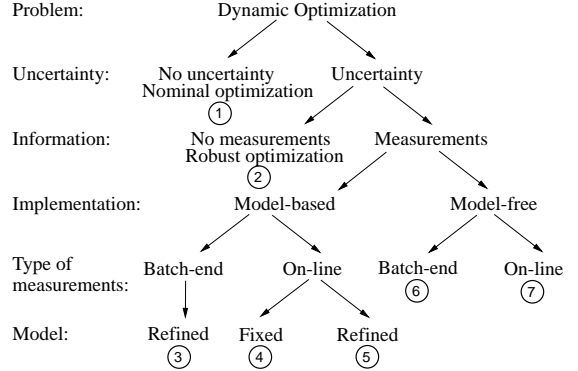 Problem: Dynamic Optimization
Uncertainty: No uncertainty Uncertainty
Nominal optimization
1
Information: No measurements Measurements
Robust optimization
2
Implementation: Model-based Model-free
Type of measurements: Batch-end On-line Batch-end On-line
6 7
Model: Refined Fixed Refined
3 4 5